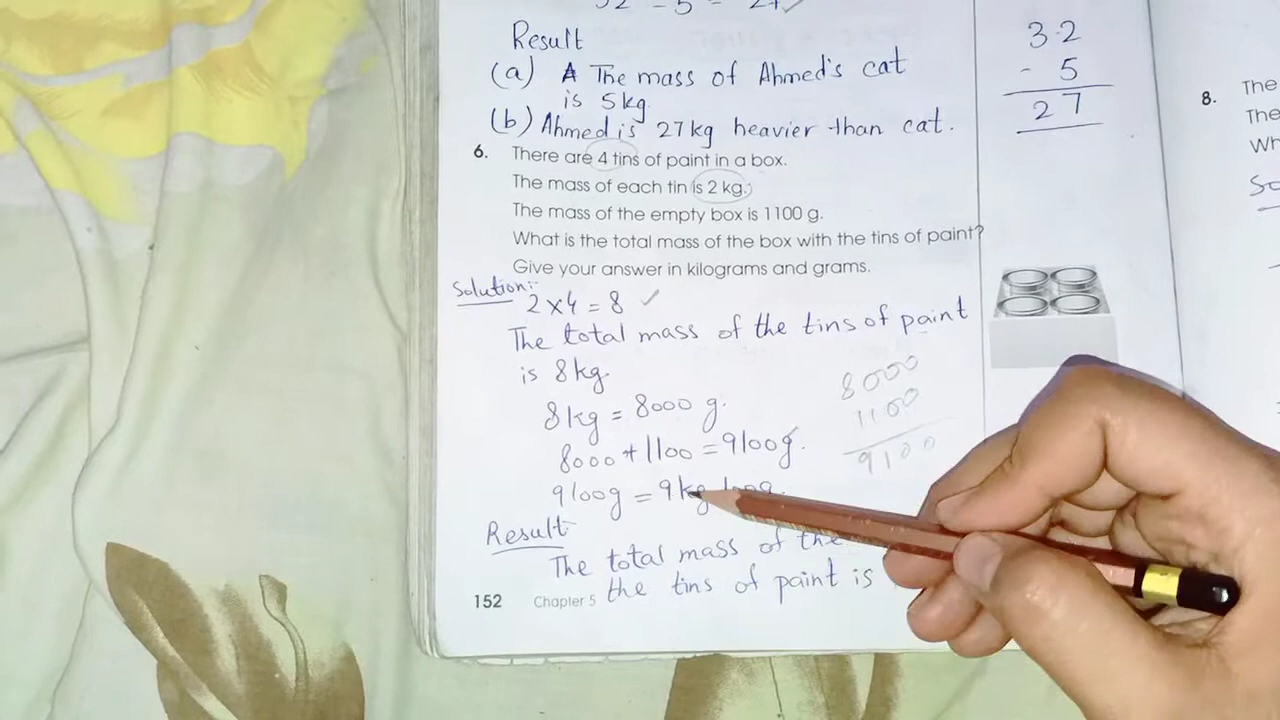 Result
(a) A The mass of Ahmed's cat
is 5kg.
(b) Ahmed is 27kg heavier than cat.
32
- 5
27
6. There are 4 tins of paint in a box.
The mass of each tin is 2 kg.
The mass of the empty box is 1100 g.
What is the total mass of the box with the tins of paint?
Give your answer in kilograms and grams.
Solution:-
2 x 4 = 8 ✓
The total mass of the tins of paint
is 8kg.
8kg = 8000 g.
8000 + 1100 = 9100g.
9100g = 9kg 100g.
8000
1100
9100
Result
The total mass of the
the tins of paint is
152 Chapter 5
8. The
The